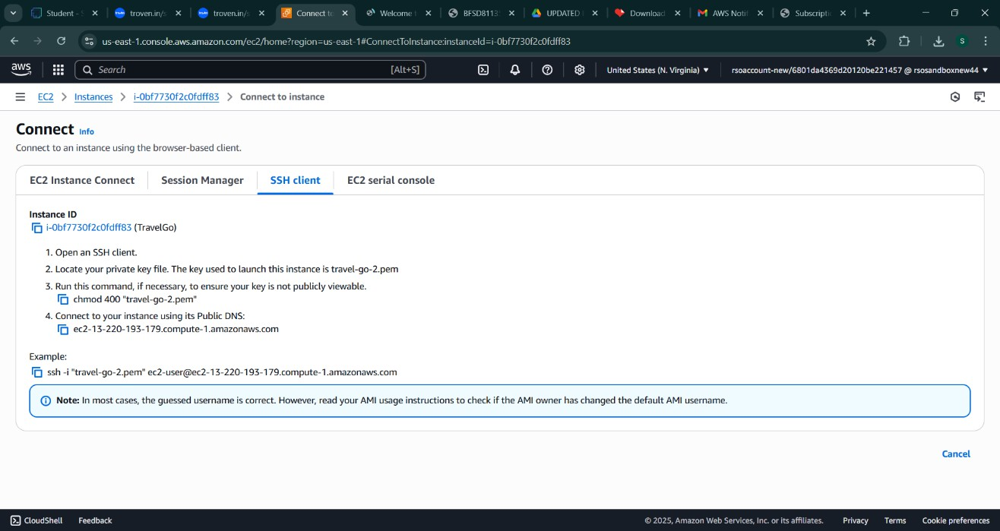 Student -
troven.in/s
troven.in/s
Connect to
Welcome
BFSD8113
UPDATED
Download
AWS Noti
Subscripti
us-east-1.console.aws.amazon.com/ec2/home?region=us-east-1#ConnectToInstance:instanceId=i-0bf7730f2c0fdff83
S
aws
Search
[Alt+S]
United States (N. Virginia)
rsoaccount-new/6801da4369d20120be221457 @ rsosandboxnew44
EC2 > Instances > i-0bf7730f2c0fdff83 > Connect to instance
Connect Info
Connect to an instance using the browser-based client.
EC2 Instance Connect
Session Manager
SSH client
EC2 serial console
Instance ID
i-0bf7730f2c0fdff83 (TravelGo)
1. Open an SSH client.
2. Locate your private key file. The key used to launch this instance is travel-go-2.pem
3. Run this command, if necessary, to ensure your key is not publicly viewable.
chmod 400 "travel-go-2.pem"
4. Connect to your instance using its Public DNS:
ec2-13-220-193-179.compute-1.amazonaws.com
Example:
ssh -i "travel-go-2.pem" ec2-user@ec2-13-220-193-179.compute-1.amazonaws.com
Note: In most cases, the guessed username is correct. However, read your AMI usage instructions to check if the AMI owner has changed the default AMI username.
Cancel
CloudShell
Feedback
© 2025, Amazon Web Services, Inc. or its affiliates.
Privacy
Terms
Cookie preferences